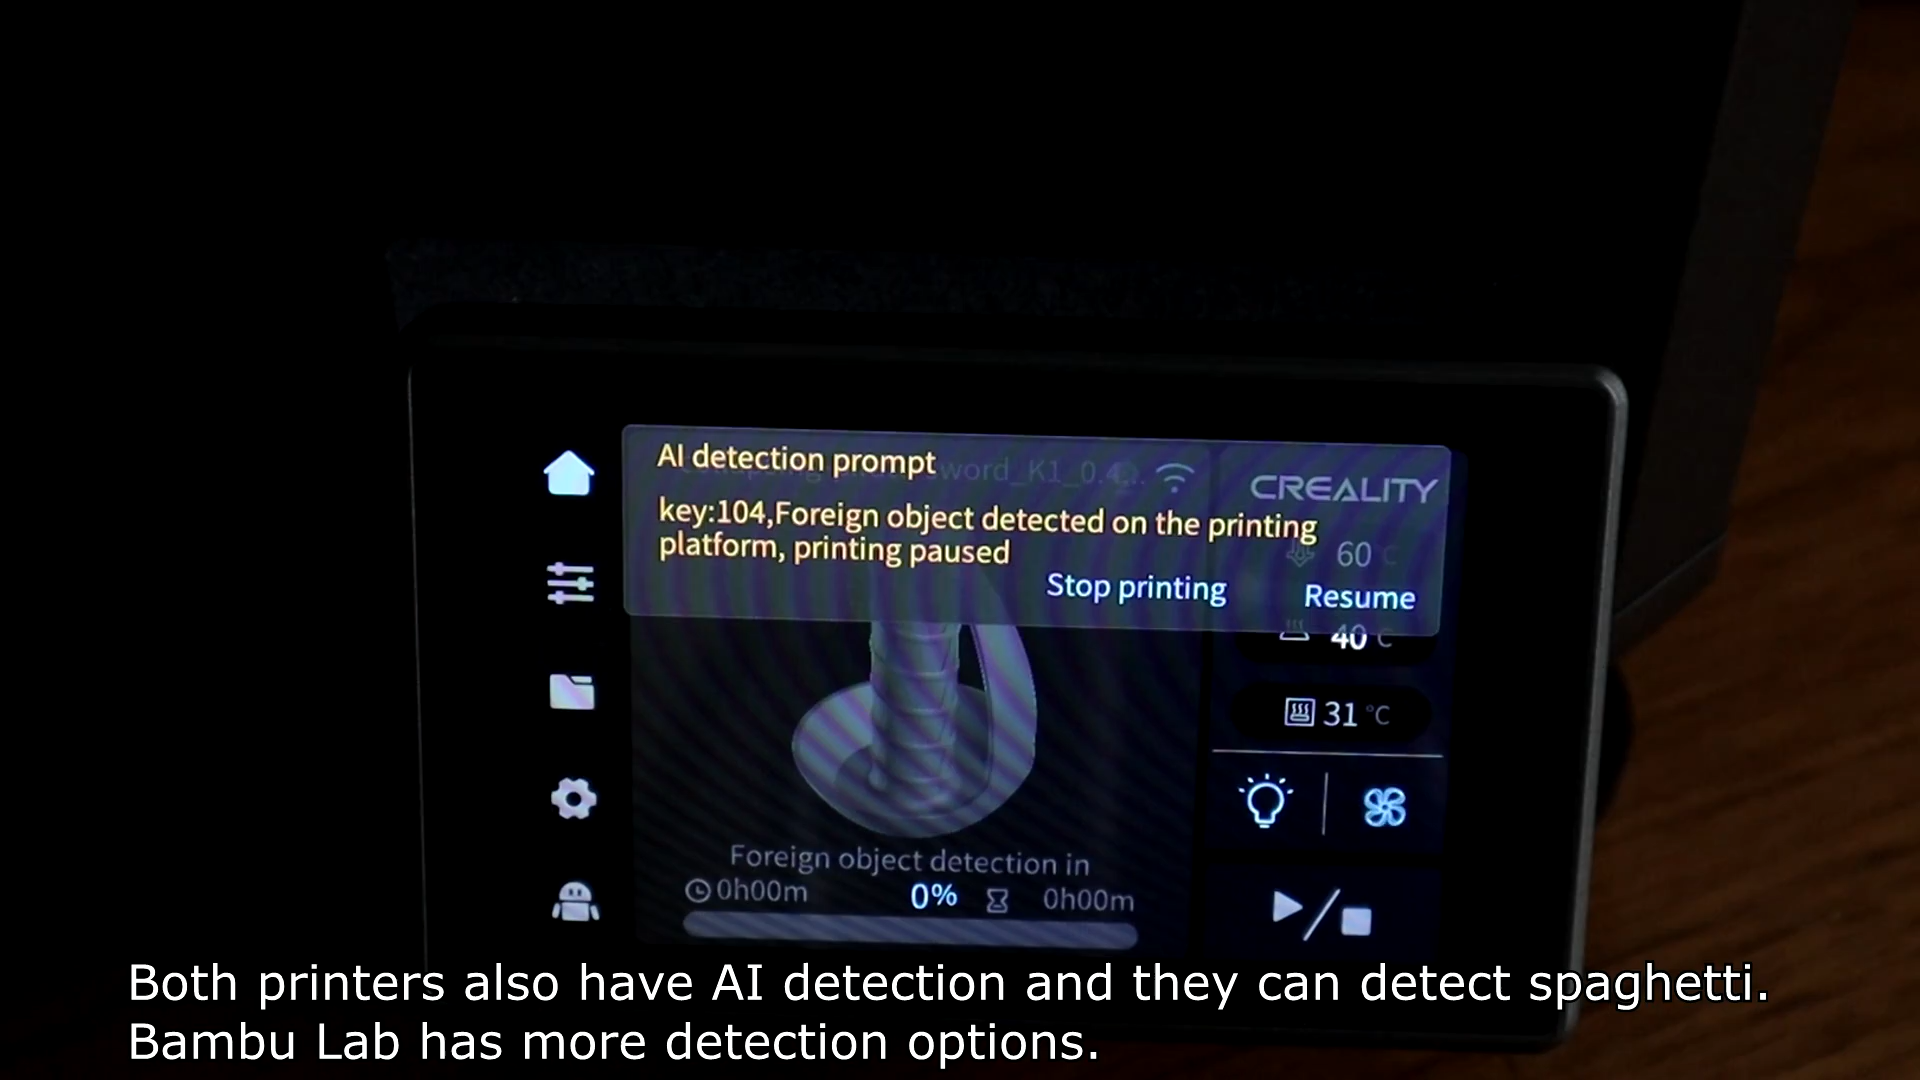 AI detection prompt
sword_K1_0.4...
CREALITY
key:104,Foreign object detected on the printing
platform, printing paused
60 C
Stop printing
Resume
40 C
31 °C
Foreign object detection in
0h00m
0%
0h00m
Both printers also have AI detection and they can detect spaghetti.
Bambu Lab has more detection options.